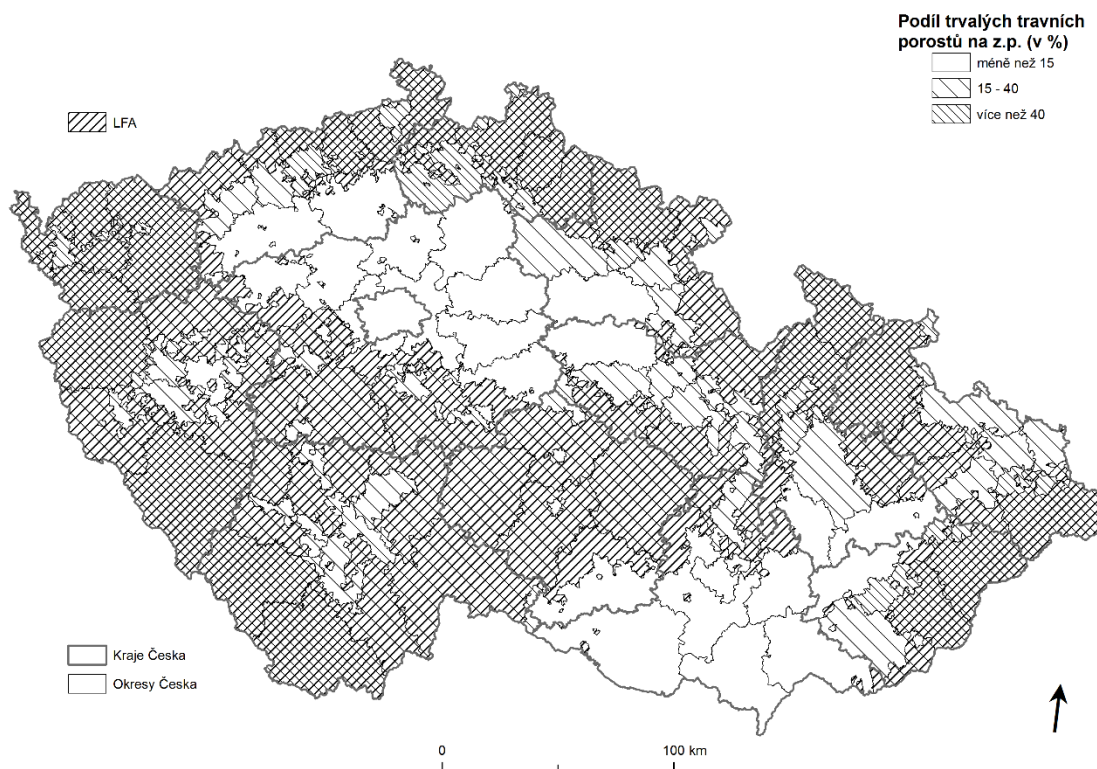 Podíl trvalých travních
porostů na z.p. (v %)
méně než 15
15 - 40
více než 40
LFA
Kraje Česka
Okresy Česka
0
100 km